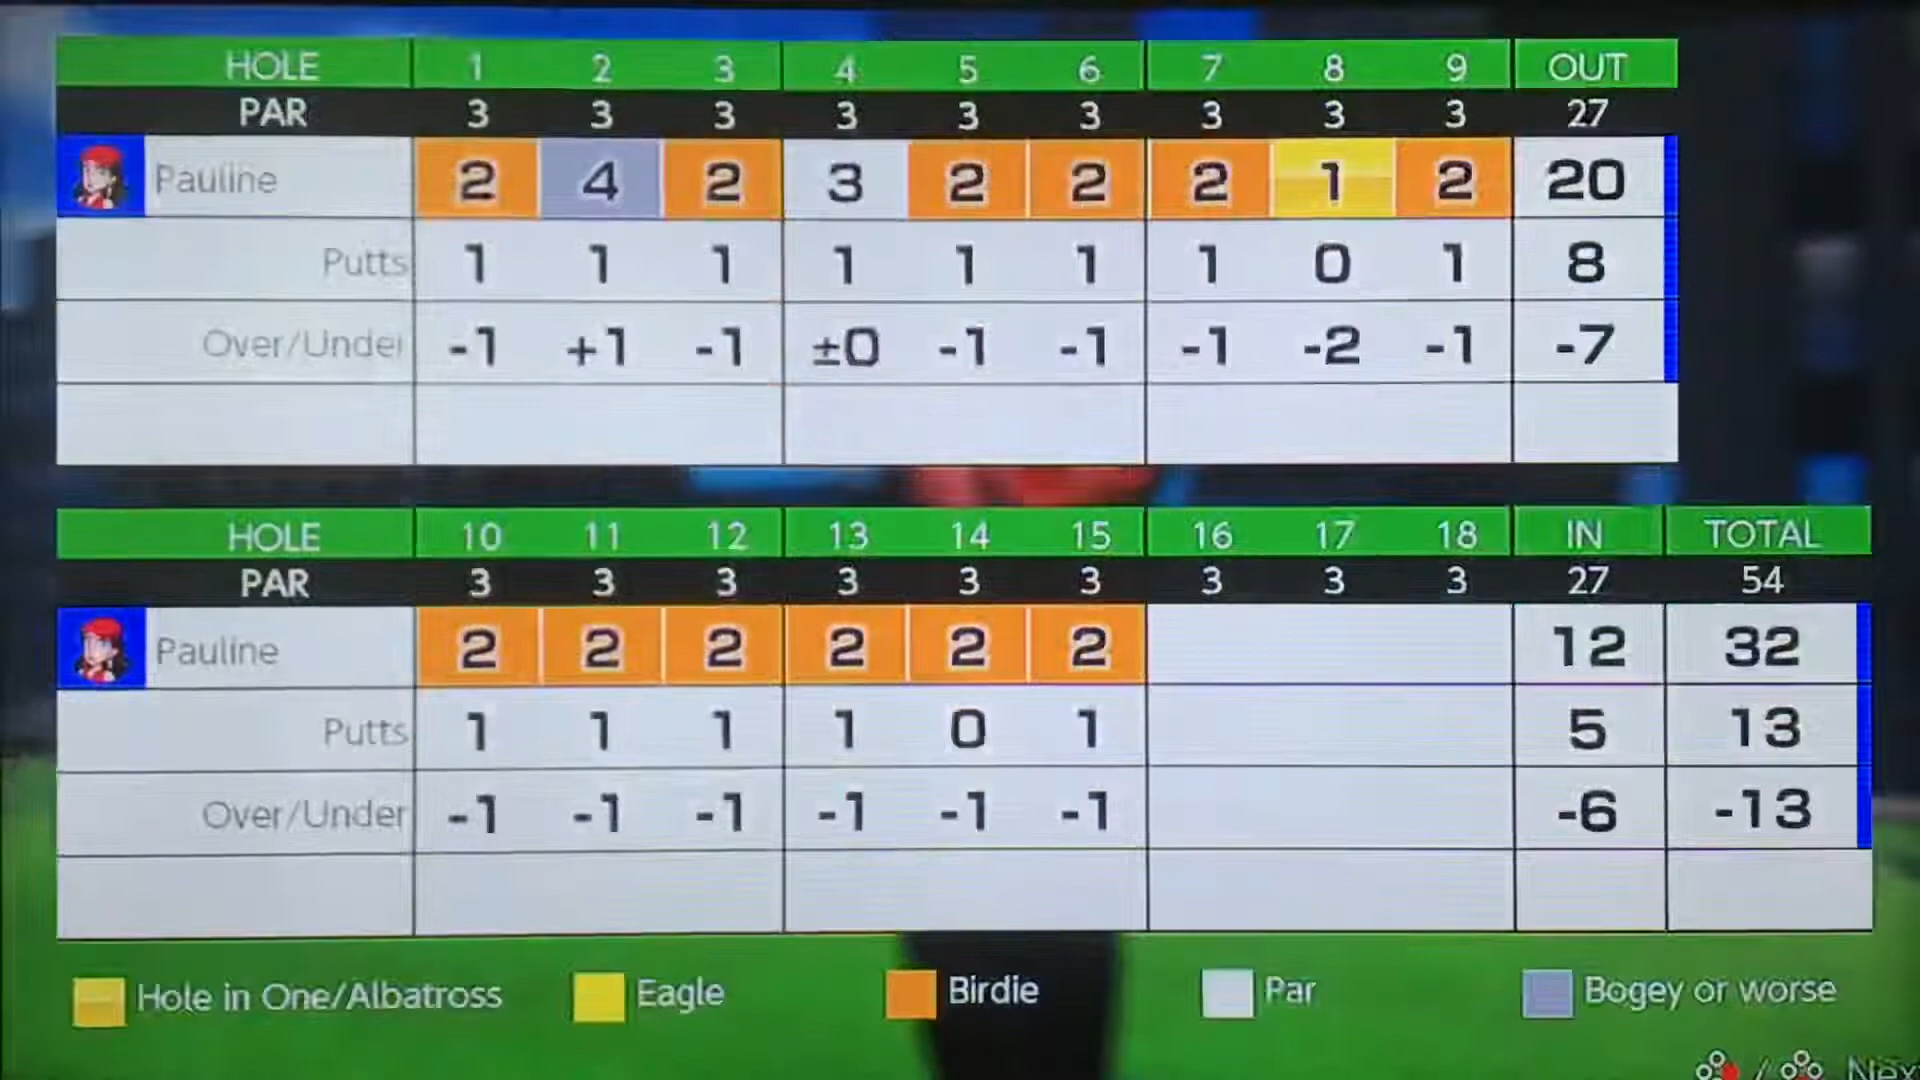 HOLE 1 2 3 4 5 6 7 8 9 OUT
PAR 3 3 3 3 3 3 3 3 3 27
Pauline 2 4 2 3 2 2 2 1 2 20
Putts 1 1 1 1 1 1 1 0 1 8
Over/Under -1 +1 -1 ±0 -1 -1 -1 -2 -1 -7
HOLE 10 11 12 13 14 15 16 17 18 IN TOTAL
PAR 3 3 3 3 3 3 3 3 3 27 54
Pauline 2 2 2 2 2 2 12 32
Putts 1 1 1 1 0 1 5 13
Over/Under -1 -1 -1 -1 -1 -1 -6 -13
Hole in One/Albatross Eagle Birdie Par Bogey or worse
/ Nex